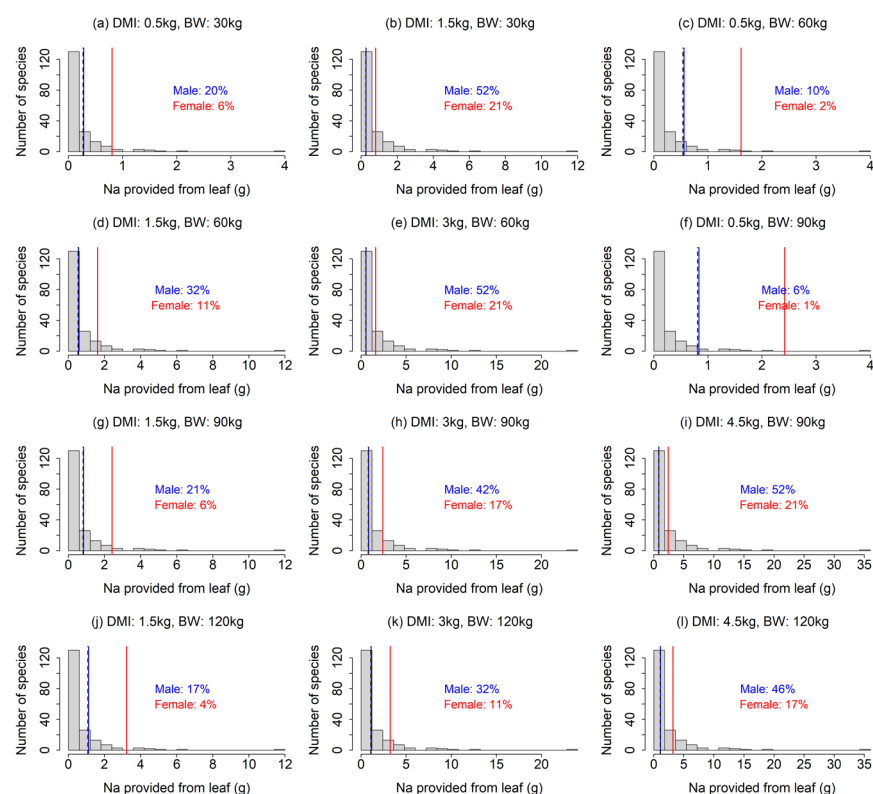 (a) DMI: 0.5kg, BW: 30kg
Number of species
0 40 80 120
Male: 20%
Female: 6%
0 1 2 3 4
Na provided from leaf (g)
(b) DMI: 1.5kg, BW: 30kg
Number of species
0 40 80 120
Male: 52%
Female: 21%
0 2 4 6 8 10 12
Na provided from leaf (g)
(c) DMI: 0.5kg, BW: 60kg
Number of species
0 40 80 120
Male: 10%
Female: 2%
0 1 2 3 4
Na provided from leaf (g)
(d) DMI: 1.5kg, BW: 60kg
Number of species
0 40 80 120
Male: 32%
Female: 11%
0 2 4 6 8 10 12
Na provided from leaf (g)
(e) DMI: 3kg, BW: 60kg
Number of species
0 40 80 120
Male: 52%
Female: 21%
0 5 10 15 20
Na provided from leaf (g)
(f) DMI: 0.5kg, BW: 90kg
Number of species
0 40 80 120
Male: 6%
Female: 1%
0 1 2 3 4
Na provided from leaf (g)
(g) DMI: 1.5kg, BW: 90kg
Number of species
0 40 80 120
Male: 21%
Female: 6%
0 2 4 6 8 10 12
Na provided from leaf (g)
(h) DMI: 3kg, BW: 90kg
Number of species
0 40 80 120
Male: 42%
Female: 17%
0 5 10 15 20
Na provided from leaf (g)
(i) DMI: 4.5kg, BW: 90kg
Number of species
0 40 80 120
Male: 52%
Female: 21%
0 5 10 15 20 25 30 35
Na provided from leaf (g)
(j) DMI: 1.5kg, BW: 120kg
Number of species
0 40 80 120
Male: 17%
Female: 4%
0 2 4 6 8 10 12
Na provided from leaf (g)
(k) DMI: 3kg, BW: 120kg
Number of species
0 40 80 120
Male: 32%
Female: 11%
0 5 10 15 20
Na provided from leaf (g)
(l) DMI: 4.5kg, BW: 120kg
Number of species
0 40 80 120
Male: 46%
Female: 17%
0 5 10 15 20 25 30 35
Na provided from leaf (g)